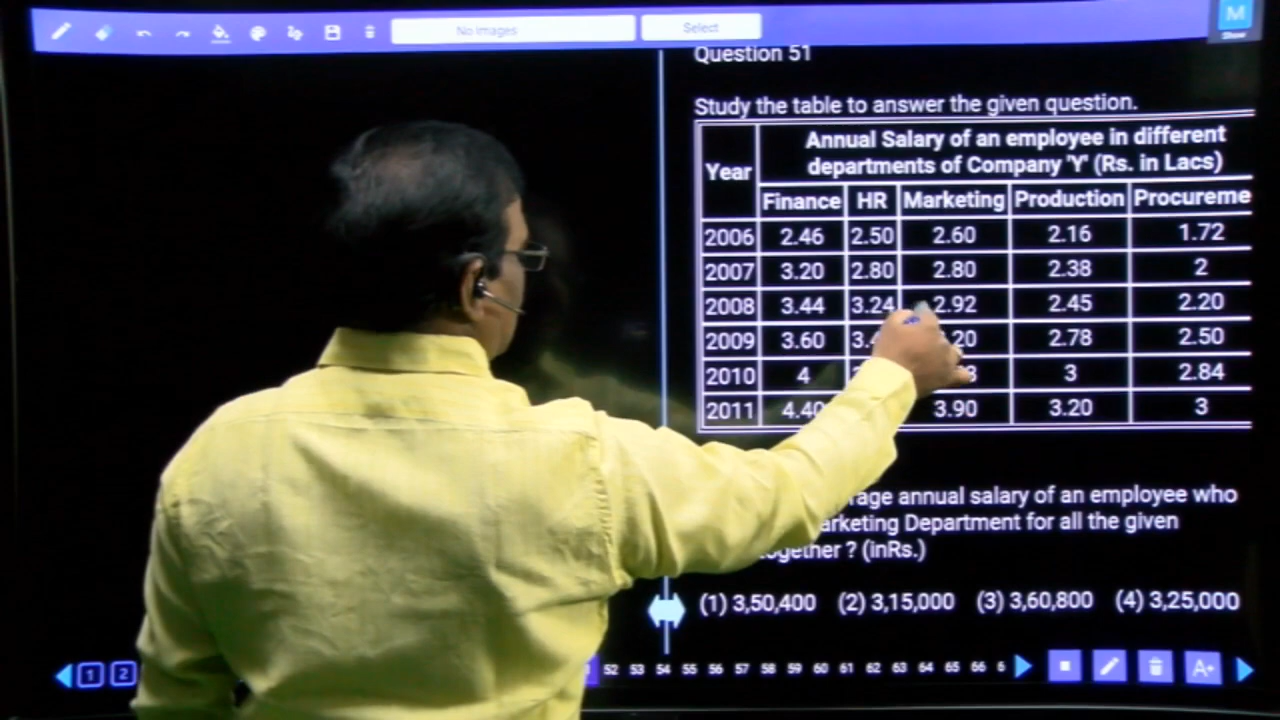 No Images Select M
Show
Question 51
Study the table to answer the given question.
Year Annual Salary of an employee in different
departments of Company 'Y' (Rs. in Lacs)
Finance HR Marketing Production Procureme
2006 2.46 2.50 2.60 2.16 1.72
2007 3.20 2.80 2.80 2.38 2
2008 3.44 3.24 2.92 2.45 2.20
2009 3.60 2.78 2.50
2010 4 3 2.84
2011 4.40 3.90 3.20 3
annual salary of an employee who
Department for all the given
? (inRs.)
(1) 3,50,400 (2) 3,15,000 (3) 3,60,800 (4) 3,25,000
1 2 52 53 54 55 56 57 58 59 60 61 62 63 64 65 66 6 A+